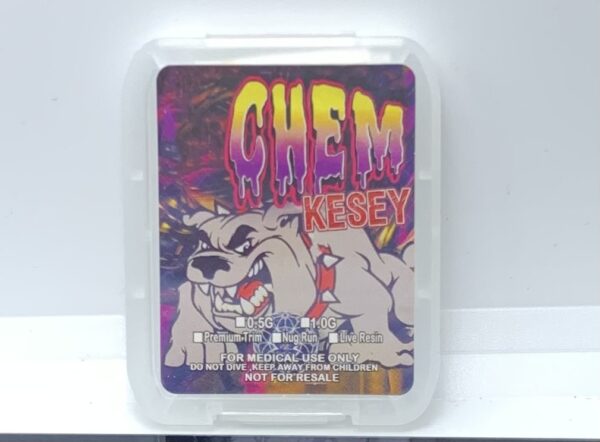 CHEM
KESEY
0.5G 1.0G
Premium Trim Nug Run Live Resin
FOR MEDICAL USE ONLY
DO NOT DIVE ,KEEP AWAY FROM CHILDREN
NOT FOR RESALE